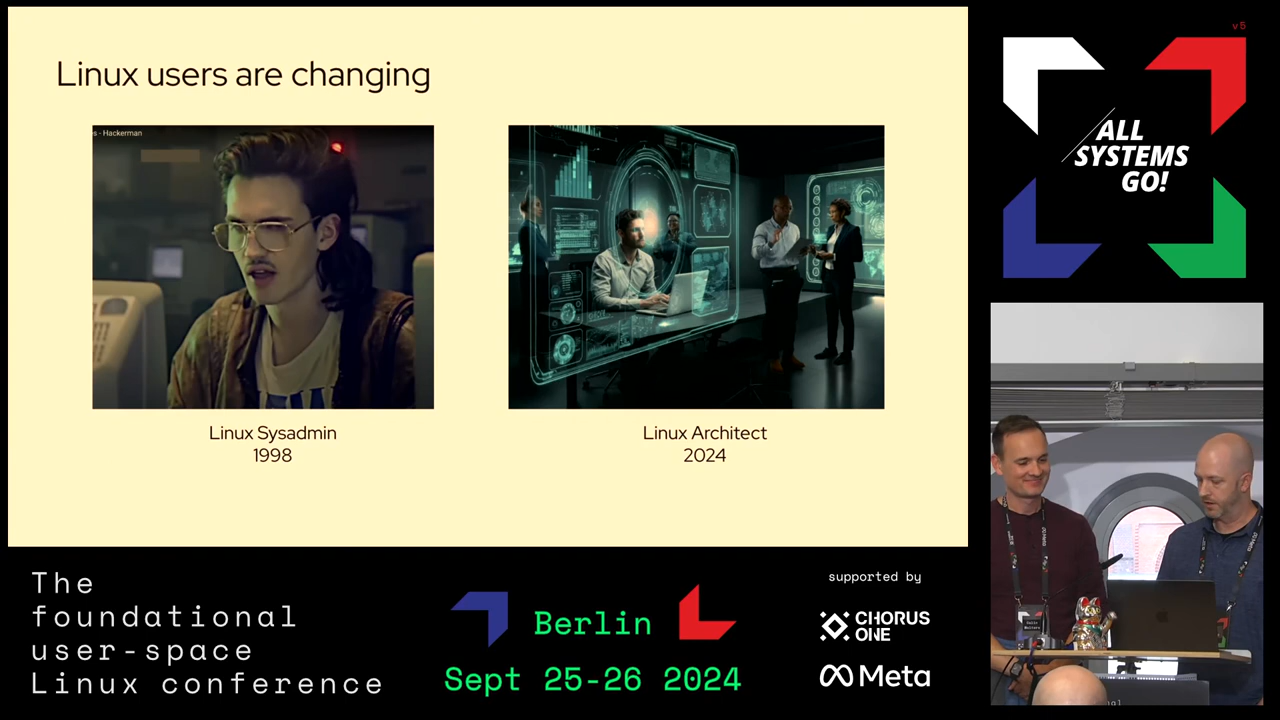 Linux users are changing
s - Hackerman
Linux Sysadmin
1998
Linux Architect
2024
v5
ALL
SYSTEMS
GO!
The
foundational
user-space
Linux conference
Berlin
Sept 25-26 2024
supported by
CHORUS
ONE
Meta